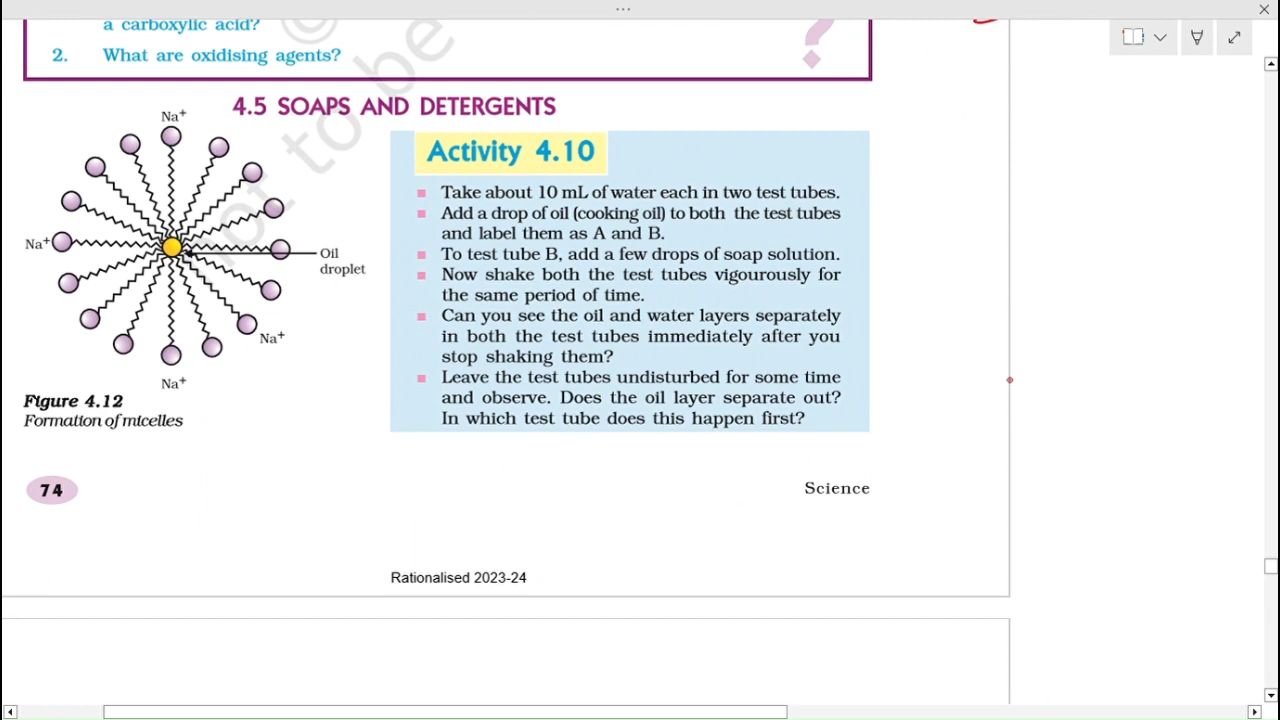 a carboxylic acid?
2. What are oxidising agents?
4.5 SOAPS AND DETERGENTS
Na+
Na+
Oil
droplet
Na+
Na+
Figure 4.12
Formation of micelles
Activity 4.10
Take about 10 mL of water each in two test tubes.
Add a drop of oil (cooking oil) to both the test tubes
and label them as A and B.
To test tube B, add a few drops of soap solution.
Now shake both the test tubes vigourously for
the same period of time.
Can you see the oil and water layers separately
in both the test tubes immediately after you
stop shaking them?
Leave the test tubes undisturbed for some time
and observe. Does the oil layer separate out?
In which test tube does this happen first?
74
Science
Rationalised 2023-24
not to be